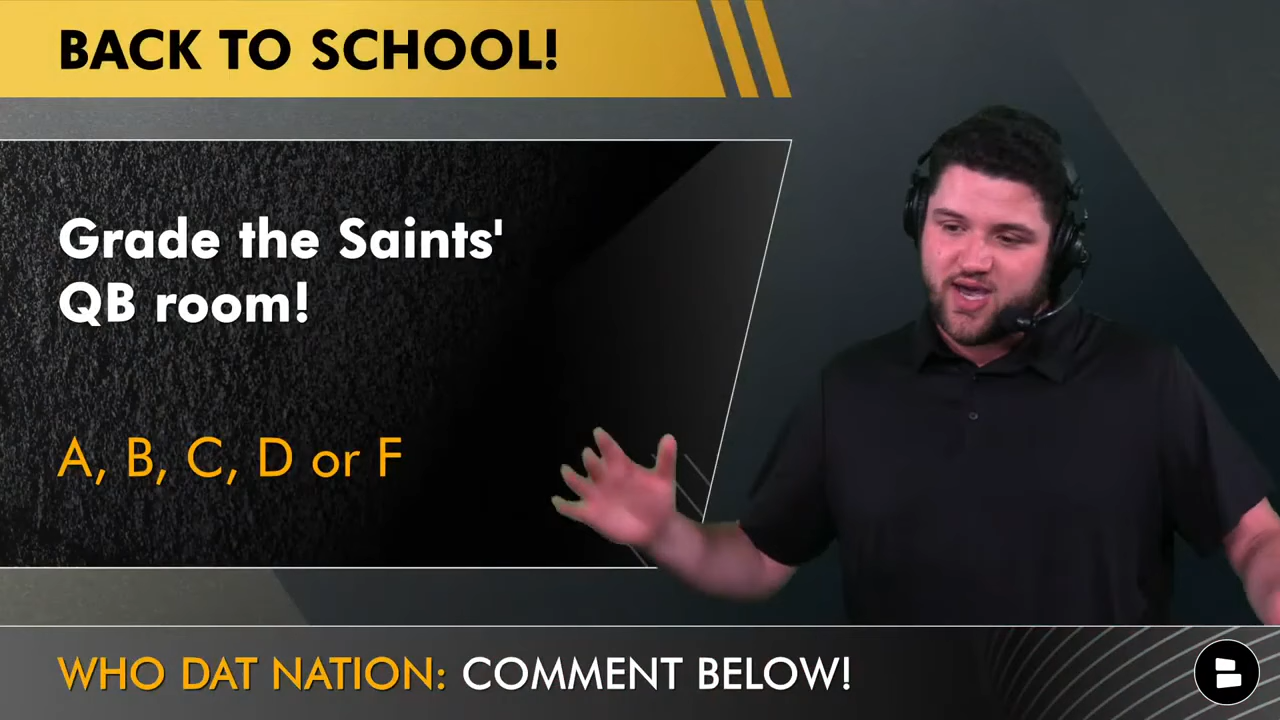 BACK TO SCHOOL!
Grade the Saints'
QB room!
A, B, C, D or F
WHO DAT NATION: COMMENT BELOW!